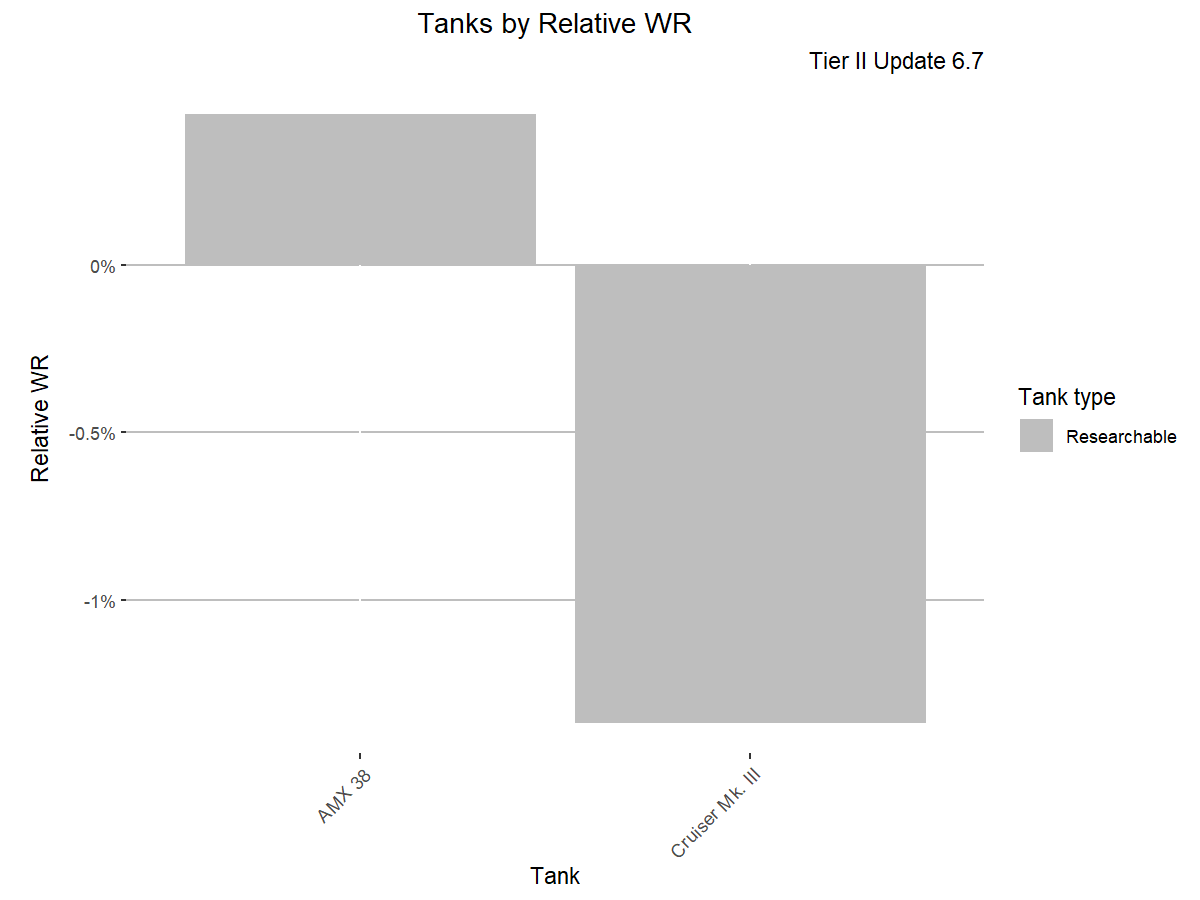 Tanks by Relative WR
Tier II Update 6.7
Relative WR
0%
-0.5%
-1%
AMX 38
Cruiser Mk. III
Tank
Tank type
Researchable